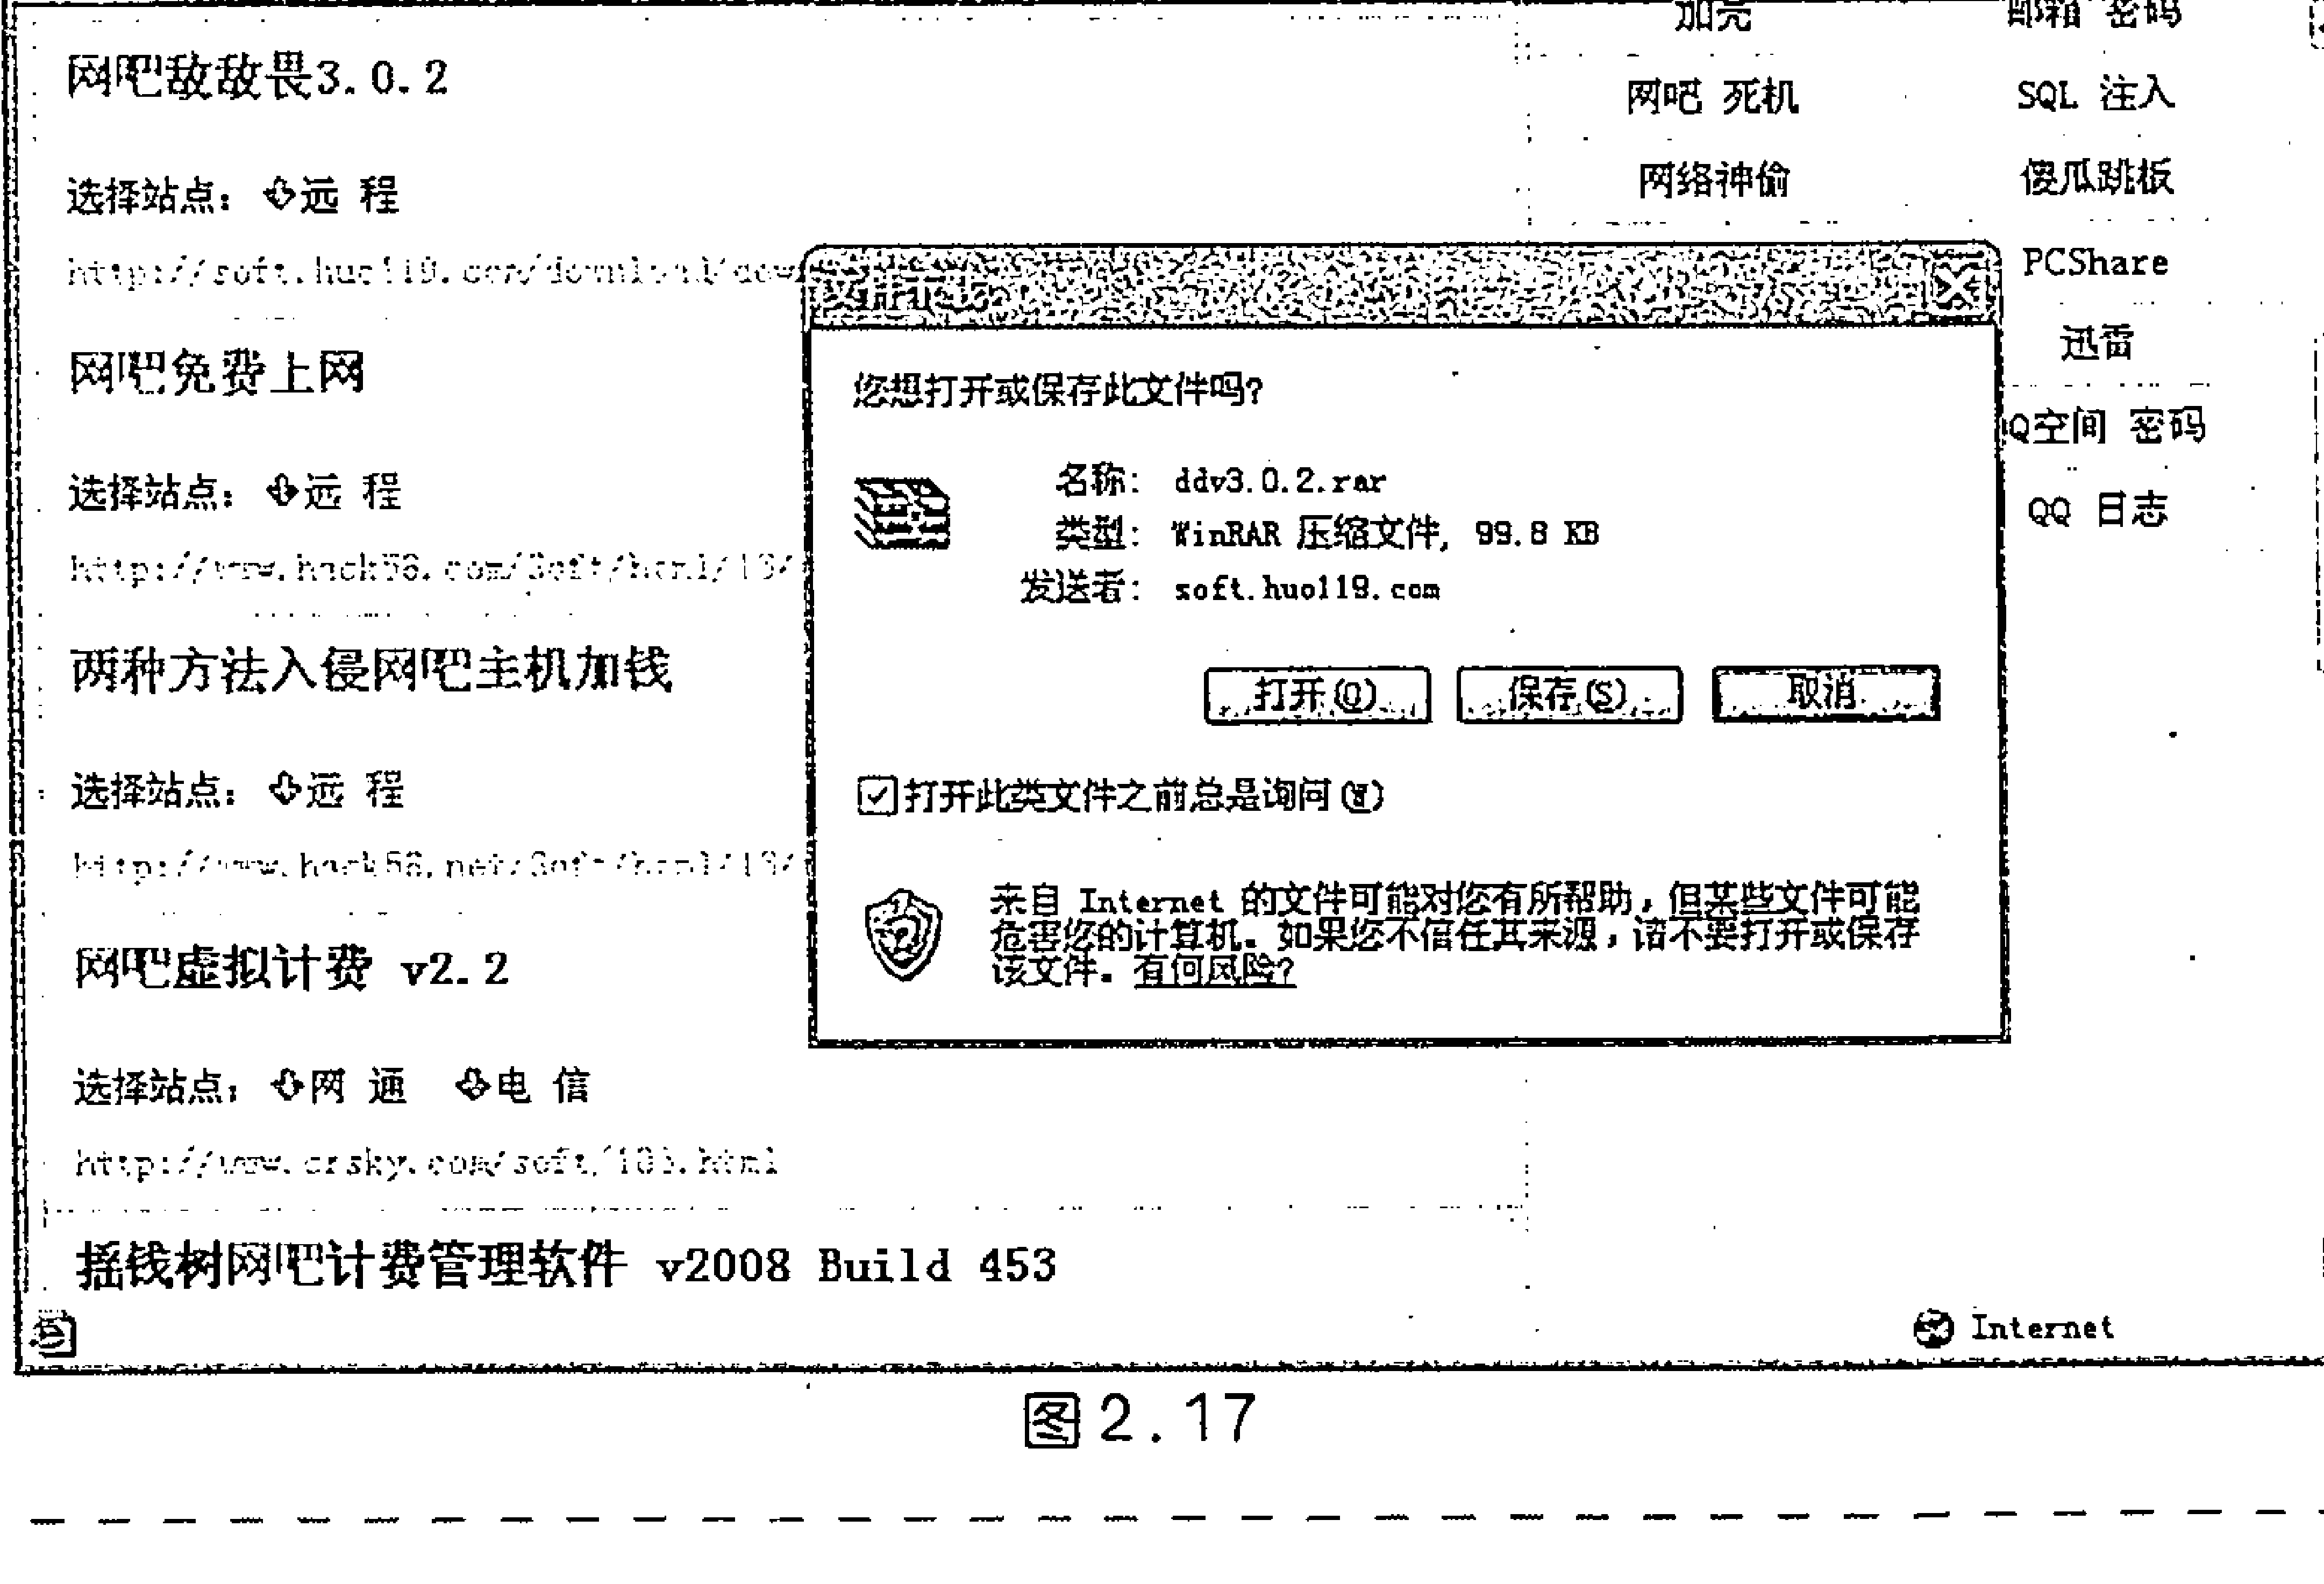 加壳 邮箱 密码
网吧敌敌畏3.0.2
网吧 死机 SQL 注入
选择站点: 远 程
网络神偷 傻瓜跳板
PCShare
迅雷
网吧免费上网
您想打开或保存此文件吗?
Q空间 密码
选择站点: 远 程
名称: ddv3.0.2.rar
QQ 日志
类型: WinRAR 压缩文件, 99.8 KB
发送者: soft.huo119.com
两种方法入侵网吧主机加钱
打开(O) 保存(S) 取消
选择站点: 远 程
打开此类文件之前总是询问(W)
来自 Internet 的文件可能对您有所帮助，但某些文件可能
危害您的计算机。如果您不信任其来源，请不要打开或保存
该文件。有何风险?
网吧虚拟计费 v2.2
选择站点: 网 通 电 信
摇钱树网吧计费管理软件 v2008 Build 453
Internet
图2.17